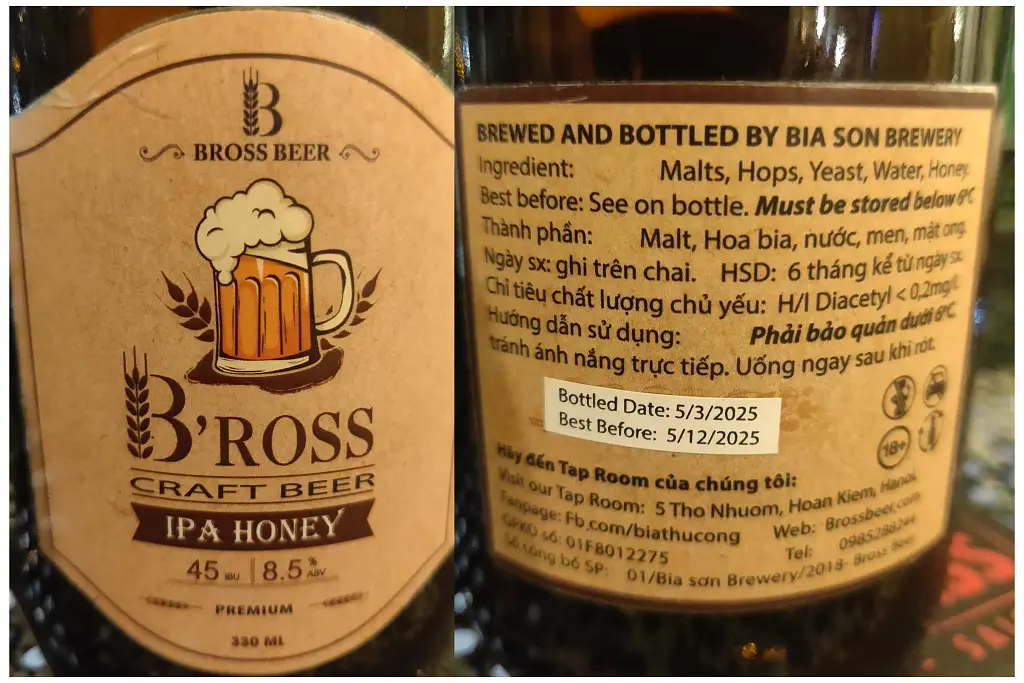 B
BROSS BEER
B'ROSS
CRAFT BEER
IPA HONEY
45 IBU 8.5 % ABV
PREMIUM
330 ML
BREWED AND BOTTLED BY BIA SON BREWERY
Ingredient: Malts, Hops, Yeast, Water, Honey.
Best before: See on bottle. Must be stored below 6°C
Thành phần: Malt, Hoa bia, nước, men, mật ong.
Ngày sx: ghi trên chai. HSD: 6 tháng kể từ ngày sx.
Chỉ tiêu chất lượng chủ yếu: H/l Diacetyl < 0,2mg/l.
Hướng dẫn sử dụng: Phải bảo quản dưới 6°C
tránh ánh nắng trực tiếp. Uống ngay sau khi rót.
Bottled Date: 5/3/2025
Best Before: 5/12/2025
18+
Hãy đến Tap Room của chúng tôi:
Visit our Tap Room: 5 Tho Nhuom, Hoan Kiem, Hanoi.
Fanpage: Fb.com/biathucong Web: Brossbeer.com
GPKD số: 01F8012275 Tel: 0985288244
Số công bố SP: 01/Bia sơn Brewery/2018- Bross Beer